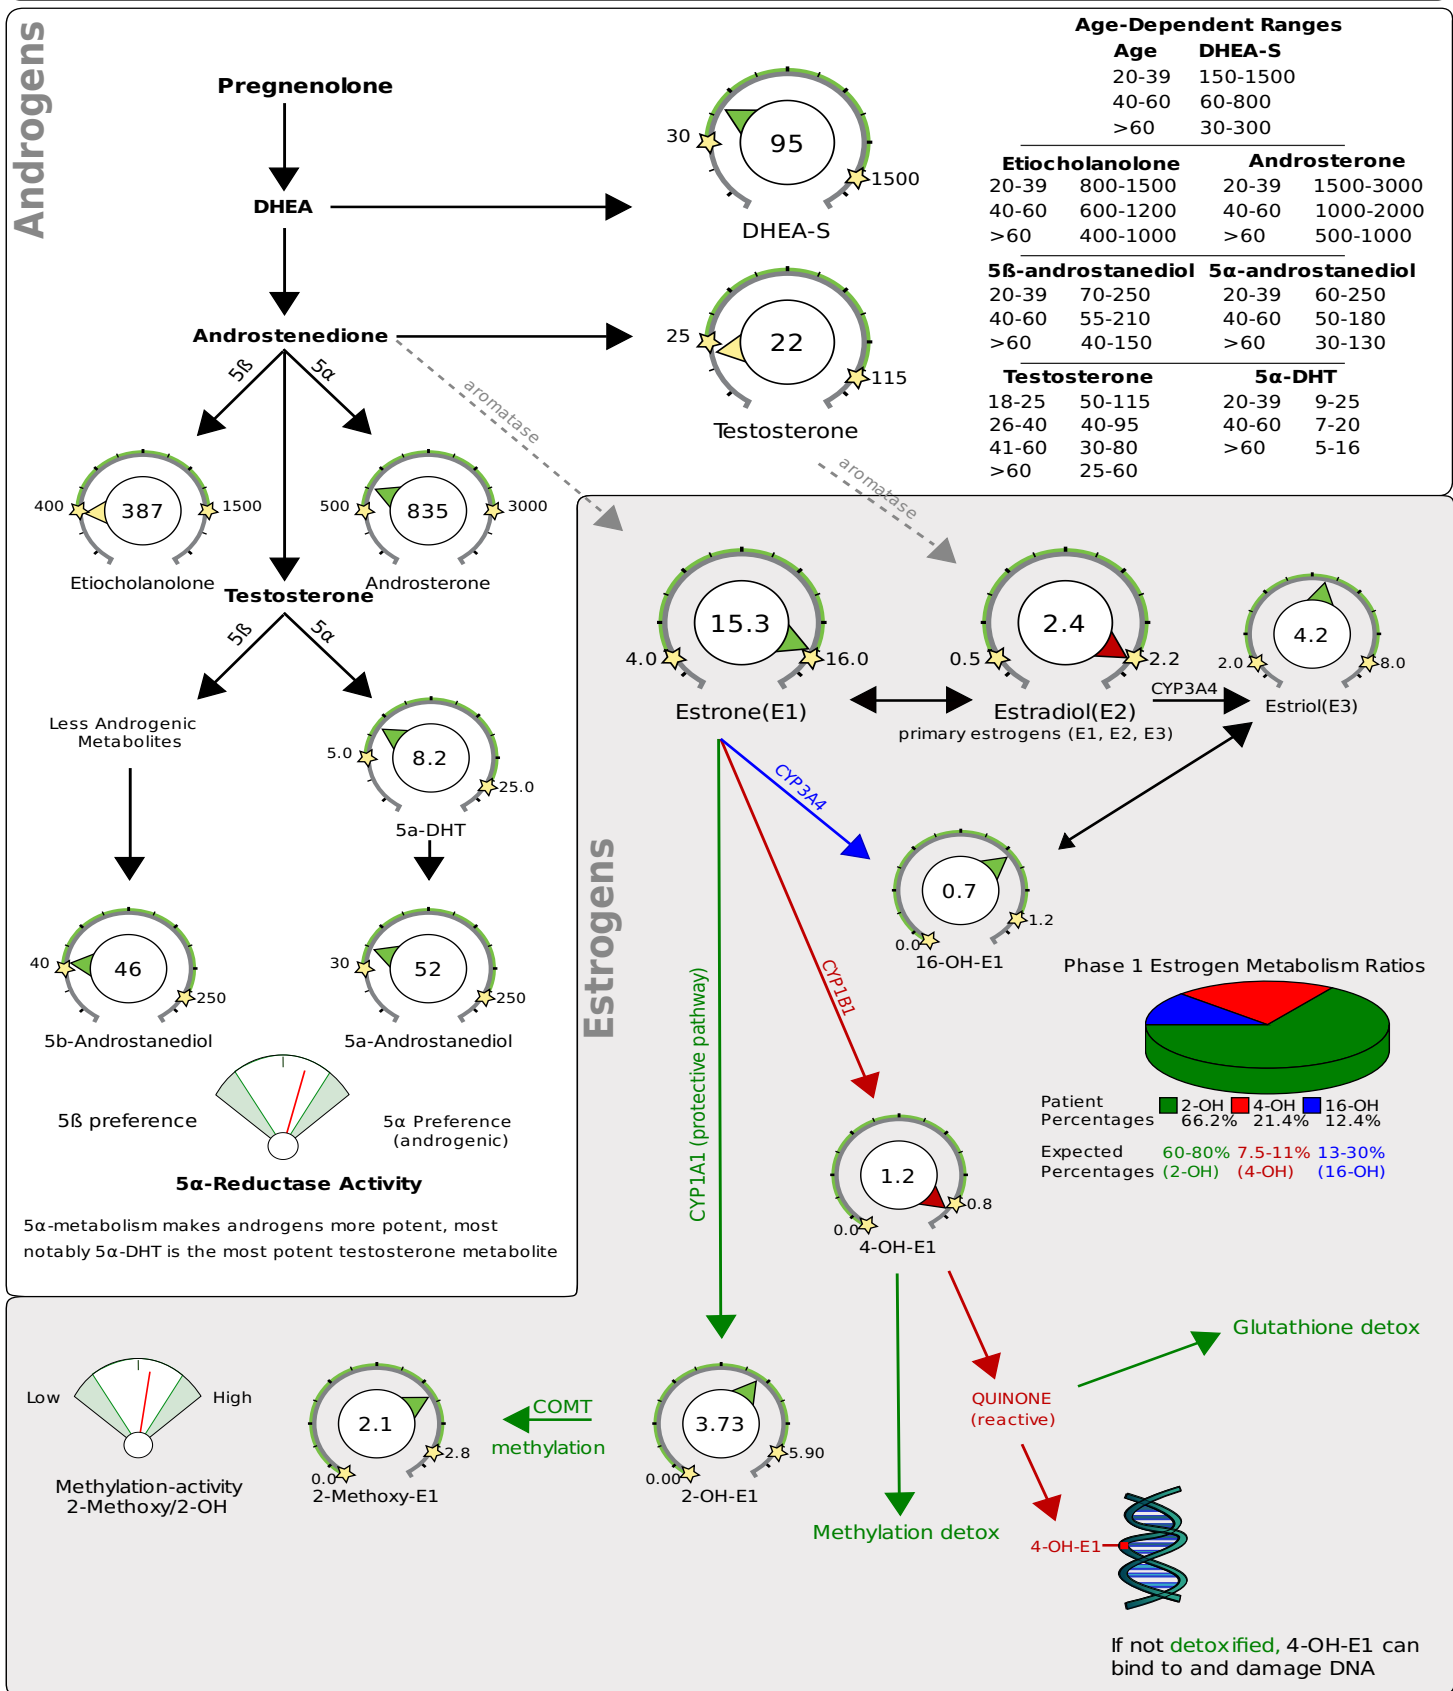 Androgens
Pregnenolone
DHEA
Androstenedione
5ß
5α
aromatase
30
95
1500
DHEA-S
25
22
115
Testosterone
aromatase
Age-Dependent Ranges
Age DHEA-S
20-39 150-1500
40-60 60-800
>60 30-300
Etiocholanolone Androsterone
20-39 800-1500 20-39 1500-3000
40-60 600-1200 40-60 1000-2000
>60 400-1000 >60 500-1000
5ß-androstanediol 5α-androstanediol
20-39 70-250 20-39 60-250
40-60 55-210 40-60 50-180
>60 40-150 >60 30-130
Testosterone 5α-DHT
18-25 50-115 20-39 9-25
26-40 40-95 40-60 7-20
41-60 30-80 >60 5-16
>60 25-60
400
387
1500
Etiocholanolone
500
835
3000
Androsterone
Testosterone
5ß
5α
Less Androgenic
Metabolites
5.0
8.2
25.0
5a-DHT
40
46
250
5b-Androstanediol
30
52
250
5a-Androstanediol
5ß preference
5α Preference
(androgenic)
5α-Reductase Activity
5α-metabolism makes androgens more potent, most
notably 5α-DHT is the most potent testosterone metabolite
Estrogens
4.0
15.3
16.0
Estrone(E1)
0.5
2.4
2.2
Estradiol(E2)
CYP3A4
2.0
4.2
8.0
Estriol(E3)
primary estrogens (E1, E2, E3)
CYP3A4
0.0
0.7
1.2
16-OH-E1
CYP1B1
CYP1A1 (protective pathway)
Phase 1 Estrogen Metabolism Ratios
Patient
Percentages
2-OH 4-OH 16-OH
66.2% 21.4% 12.4%
Expected
Percentages
60-80% 7.5-11% 13-30%
(2-OH) (4-OH) (16-OH)
0.0
1.2
0.8
4-OH-E1
Glutathione detox
QUINONE
(reactive)
Low
High
Methylation-activity
2-Methoxy/2-OH
0.0
2.1
2.8
2-Methoxy-E1
COMT
methylation
0.00
3.73
5.90
2-OH-E1
Methylation detox
4-OH-E1
If not detoxified, 4-OH-E1 can
bind to and damage DNA